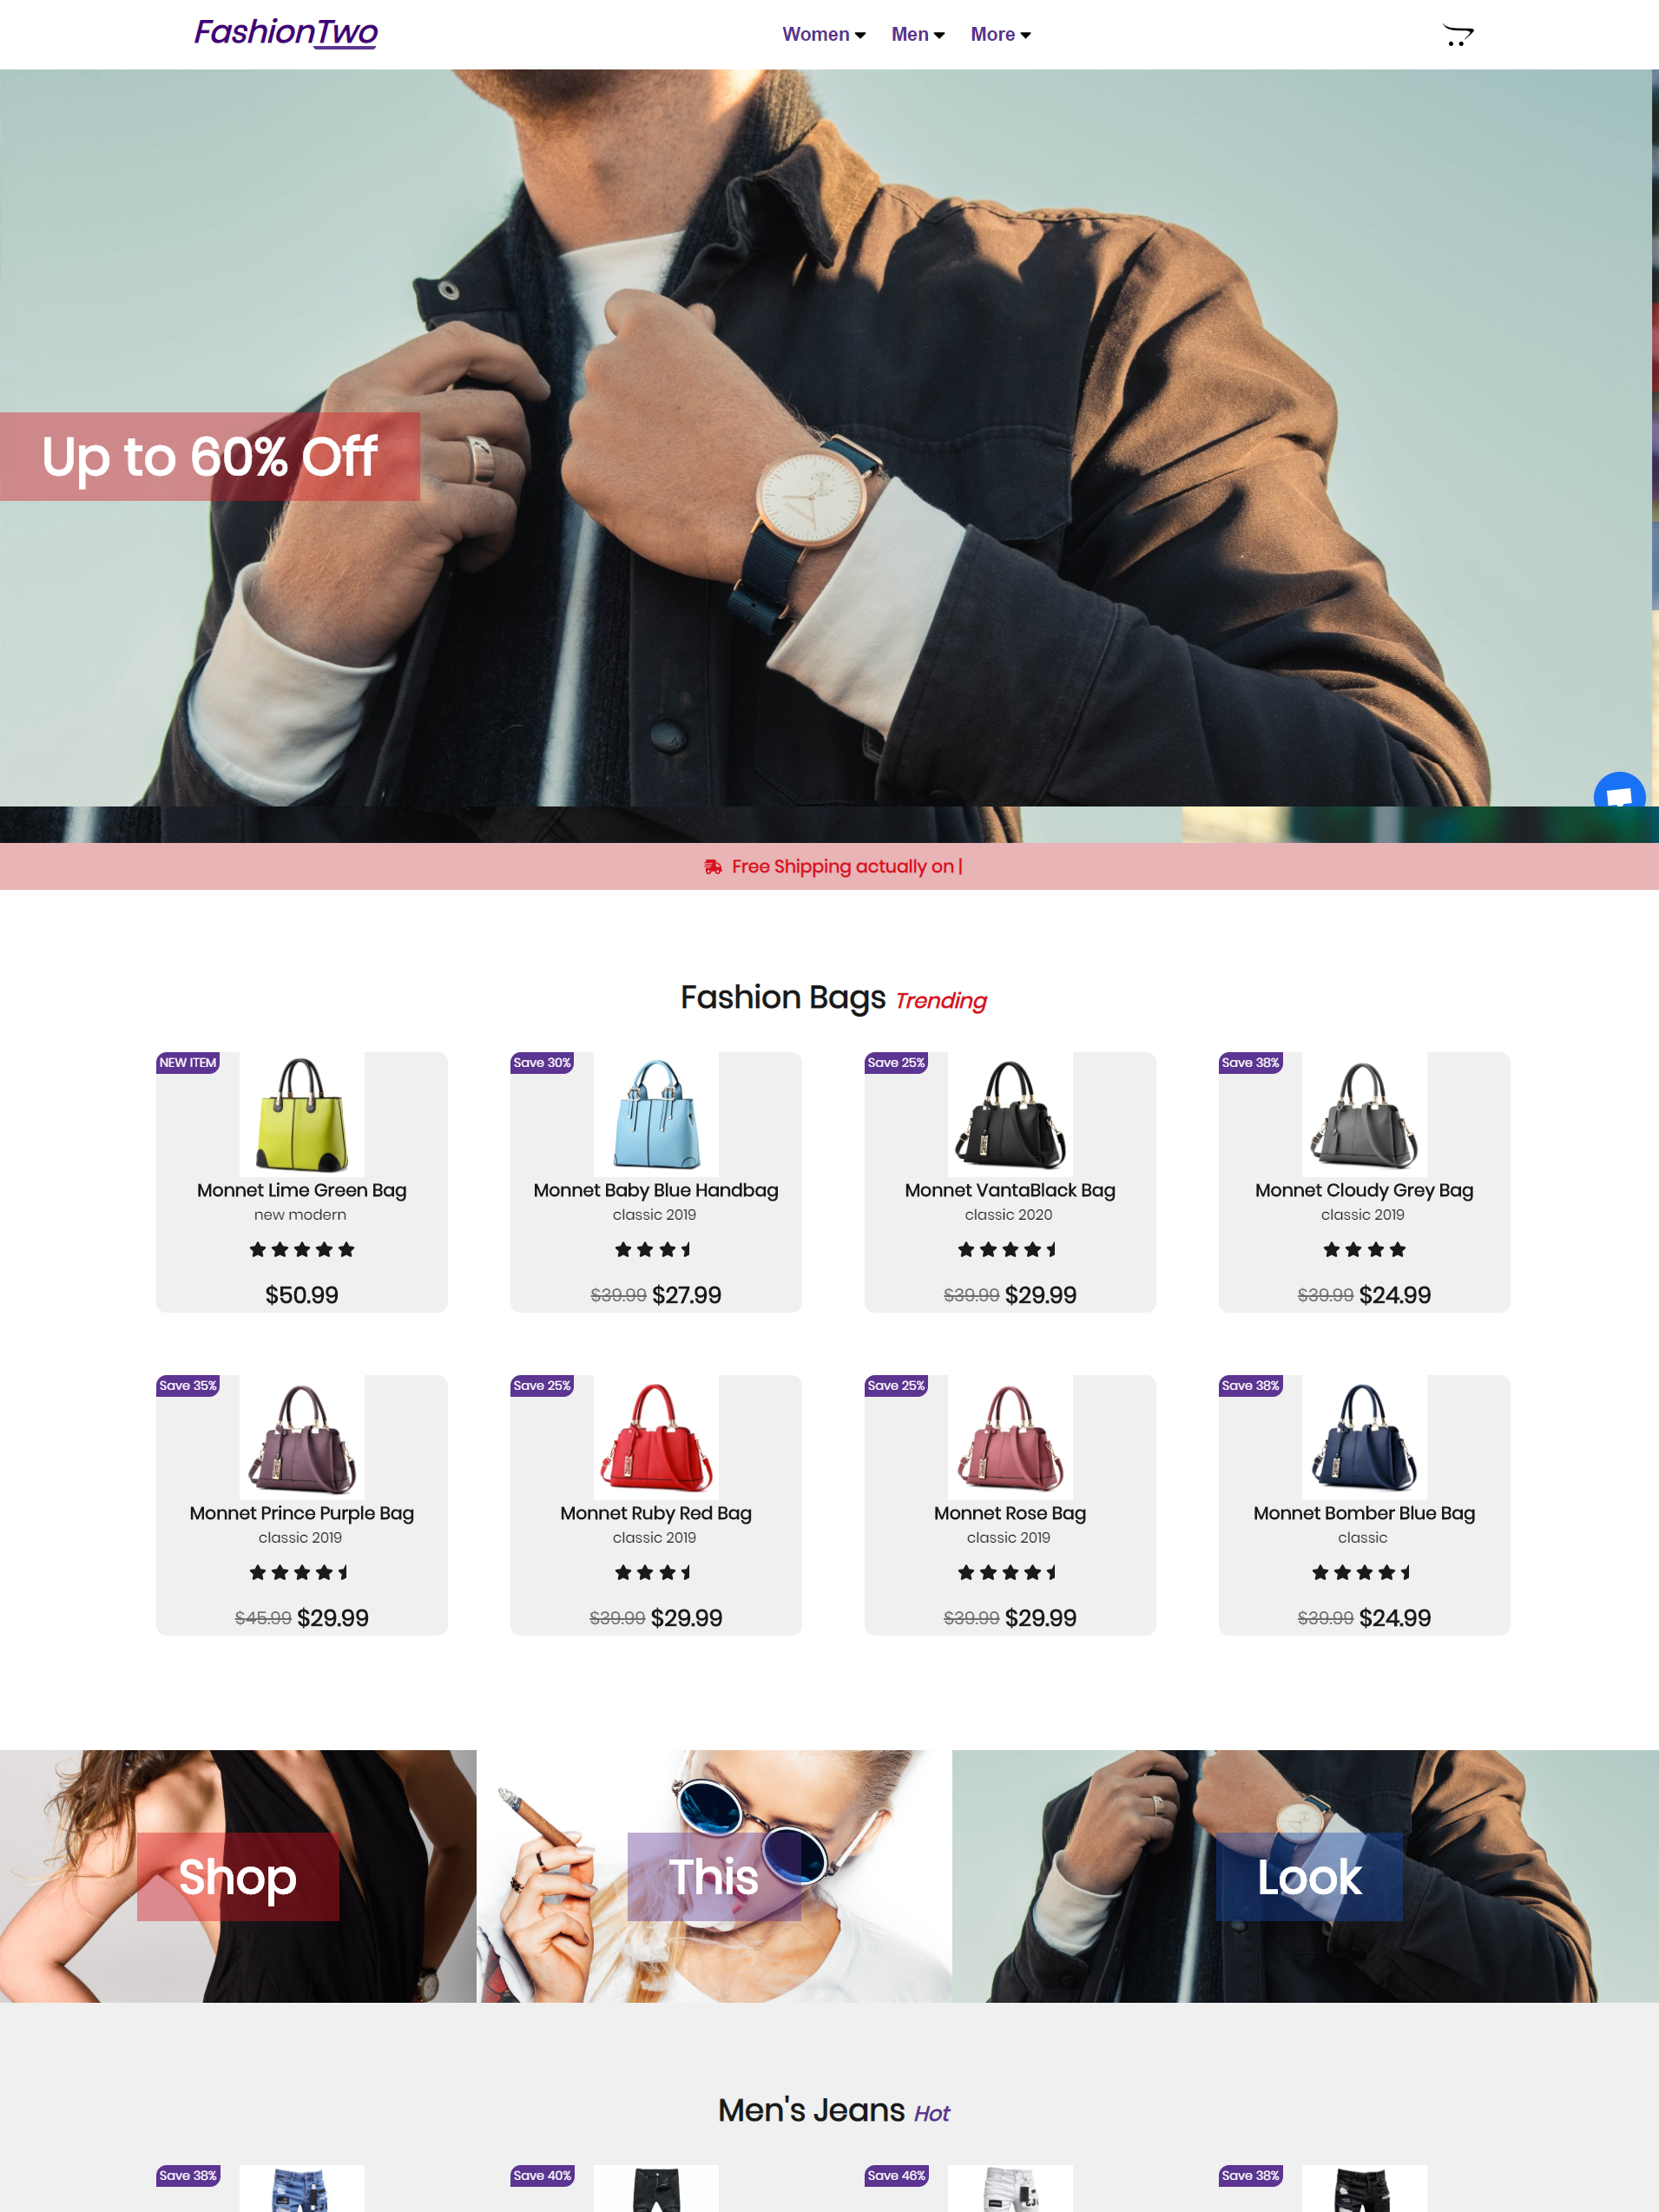 FashionTwo
Women Men More
Up to 60% Off
Free Shipping actually on |
Fashion Bags Trending
NEW ITEM
Monnet Lime Green Bag
new modern
$50.99
Save 30%
Monnet Baby Blue Handbag
classic 2019
$39.99 $27.99
Save 25%
Monnet VantaBlack Bag
classic 2020
$39.99 $29.99
Save 38%
Monnet Cloudy Grey Bag
classic 2019
$39.99 $24.99
Save 35%
Monnet Prince Purple Bag
classic 2019
$45.99 $29.99
Save 25%
Monnet Ruby Red Bag
classic 2019
$39.99 $29.99
Save 25%
Monnet Rose Bag
classic 2019
$39.99 $29.99
Save 38%
Monnet Bomber Blue Bag
classic
$39.99 $24.99
Shop
This
Look
Men's Jeans Hot
Save 38%
Save 40%
Save 46%
Save 38%